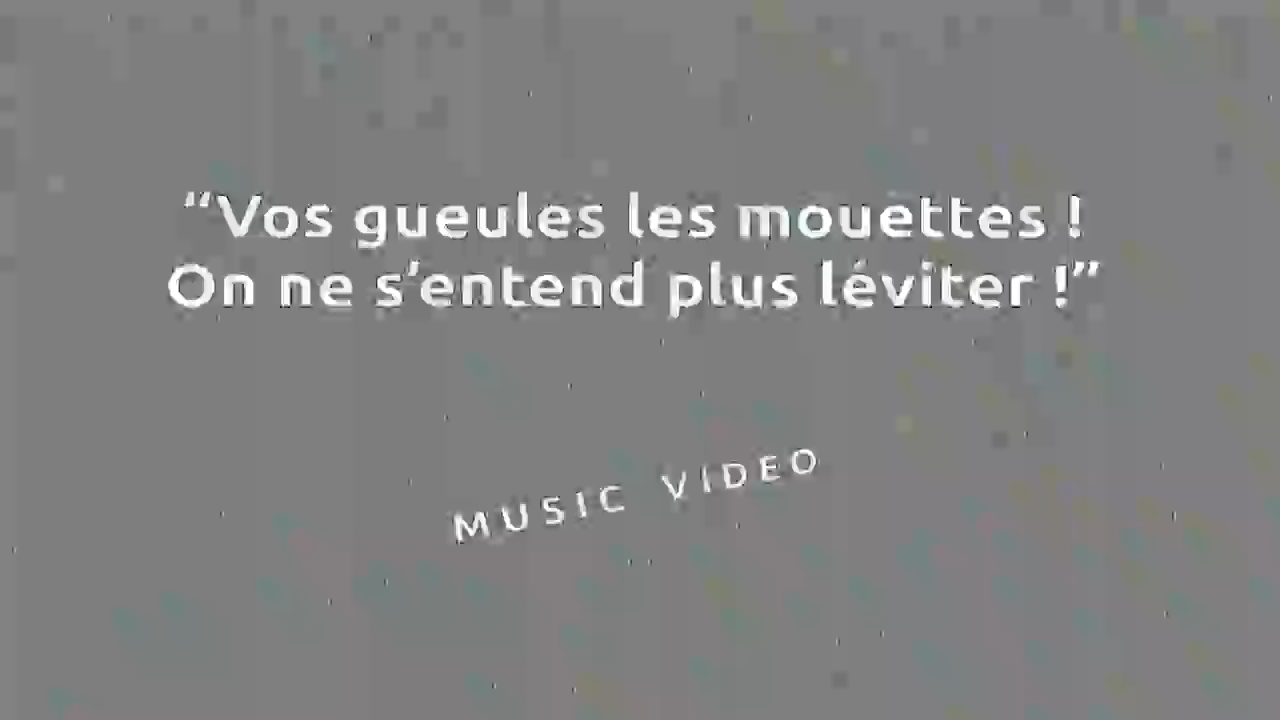 “Vos gueules les mouettes !
On ne s’entend plus léviter !”
MUSIC VIDEO